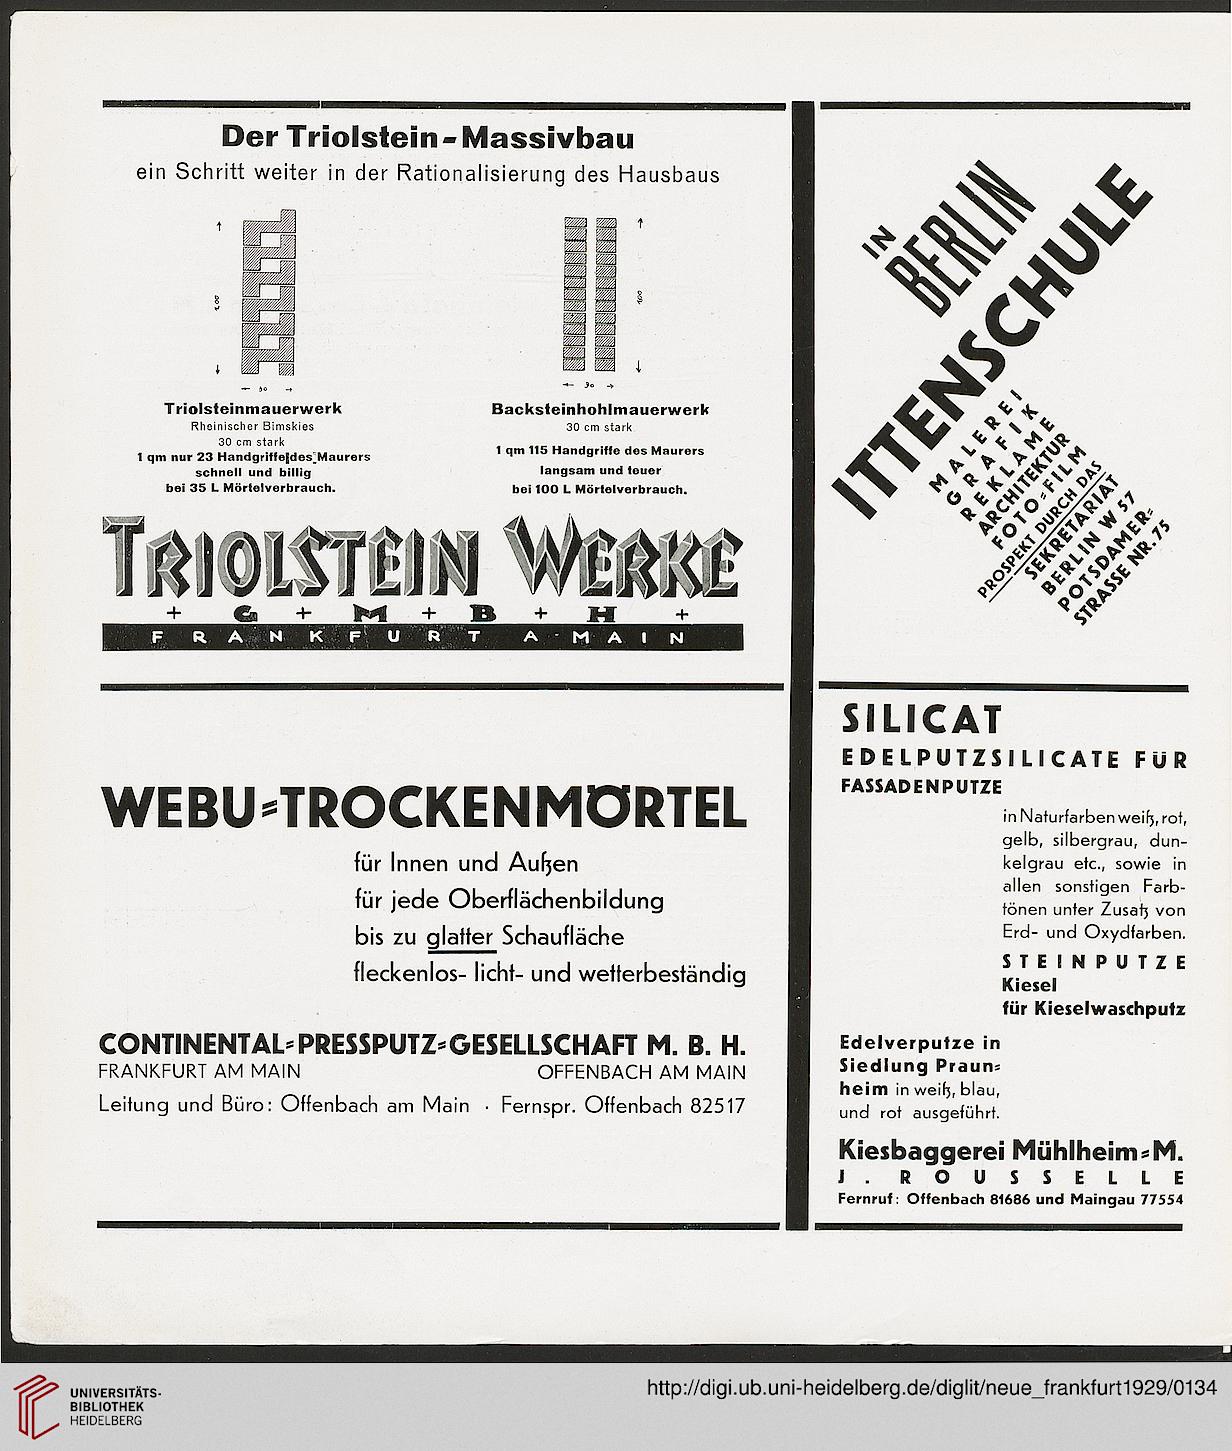 Der Triolstein-Massivbau
ein Schritt weiter in der Rationalisierung des Hausbaus
100
30
100
30
Triolsteinmauerwerk
Rheinischer Bimskies
30 cm stark
1 qm nur 23 Handgriffe des Maurers
schnell und billig
bei 35 L Mörtelverbrauch.
Backsteinhohlmauerwerk
30 cm stark
1 qm 115 Handgriffe des Maurers
langsam und teuer
bei 100 L Mörtelverbrauch.
TRIOLSTEIN WERKE
+ G + M + B + H +
FRANKFURT A·MAIN
WEBU-TROCKENMÖRTEL
für Innen und Außen
für jede Oberflächenbildung
bis zu glatter Schaufläche
fleckenlos- licht- und wetterbeständig
CONTINENTAL-PRESSPUTZ-GESELLSCHAFT M. B. H.
FRANKFURT AM MAIN OFFENBACH AM MAIN
Leitung und Büro: Offenbach am Main · Fernspr. Offenbach 82517
IN
BERLIN
ITTENSCHULE
MALEREI
GRAFIK
REKLAME
ARCHITEKTUR
FOTO-FILM
PROSPEKT DURCH DAS
SEKRETARIAT
BERLIN W 57
POTSDAMER-
STRASSE NR. 75
SILICAT
EDELPUTZSILICATE FÜR
FASSADENPUTZE
in Naturfarben weiß, rot,
gelb, silbergrau, dun-
kelgrau etc., sowie in
allen sonstigen Farb-
tönen unter Zusatz von
Erd- und Oxydfarben.
STEINPUTZE
Kiesel
für Kieselwaschputz
Edelverputze in
Siedlung Praun-
heim in weiß, blau,
und rot ausgeführt.
Kiesbaggerei Mühlheim-M.
J. ROUSSELLE
Fernruf: Offenbach 81686 und Maingau 77554
UNIVERSITÄTS-
BIBLIOTHEK
HEIDELBERG
http://digi.ub.uni-heidelberg.de/diglit/neue_frankfurt1929/0134